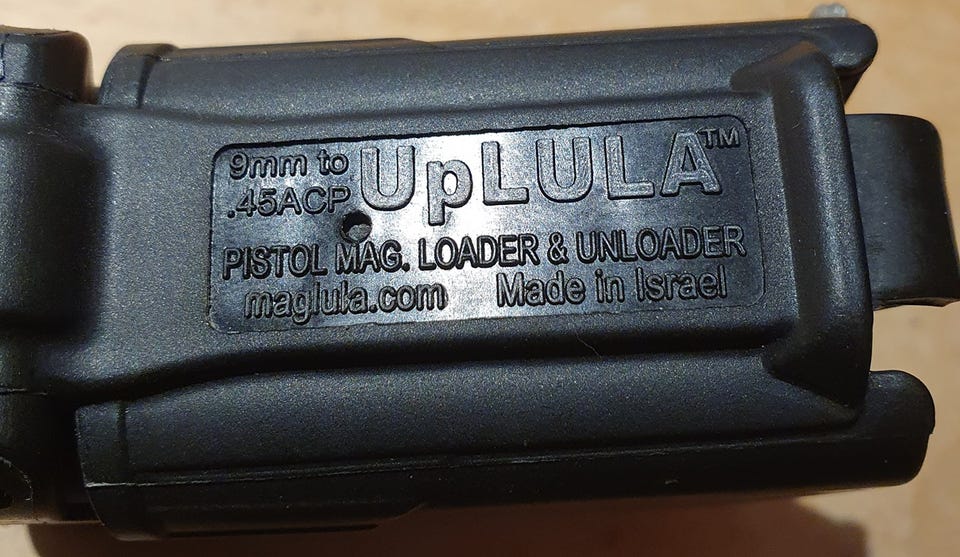 9mm to
.45ACP
UpLULA™
PISTOL MAG. LOADER & UNLOADER
maglula.com Made in Israel